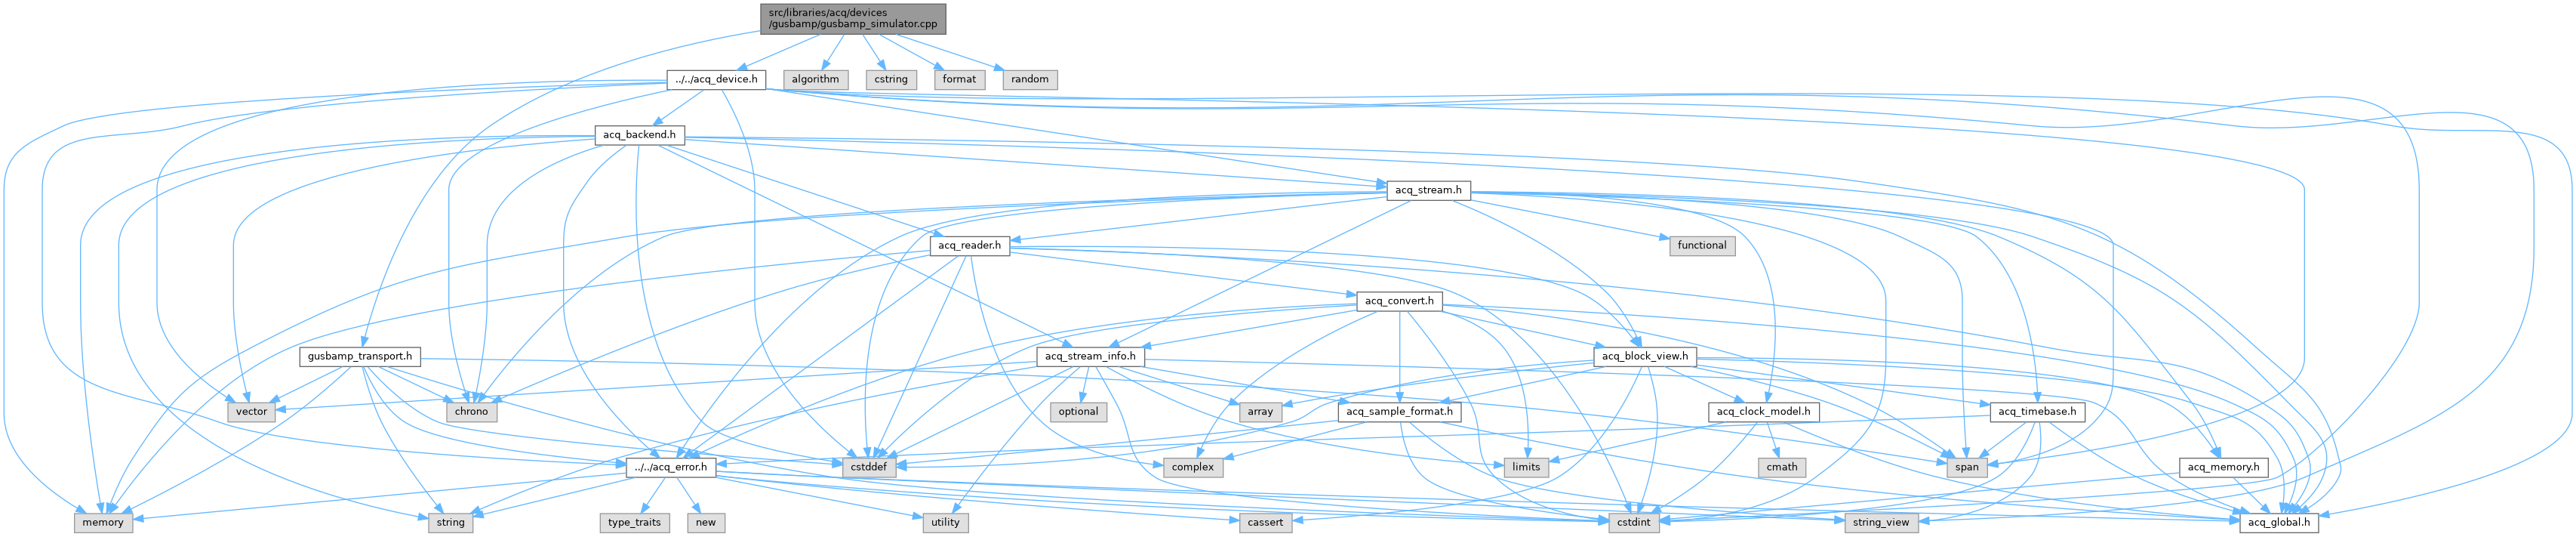 src/libraries/acq/devices
/gusbamp/gusbamp_simulator.cpp
../../acq_device.h
algorithm
cstring
format
random
acq_backend.h
acq_stream.h
acq_reader.h
functional
acq_convert.h
gusbamp_transport.h
acq_stream_info.h
acq_block_view.h
vector
chrono
optional
array
acq_sample_format.h
acq_clock_model.h
acq_timebase.h
../../acq_error.h
cstddef
complex
limits
cmath
span
acq_memory.h
memory
string
type_traits
new
utility
cassert
cstdint
string_view
acq_global.h